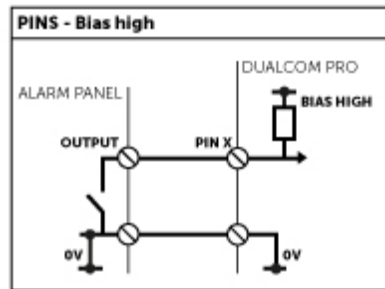 PINS - Bias high
DUALCOM PRO
ALARM PANEL
BIAS HIGH
OUTPUT
PIN X
0V
0V